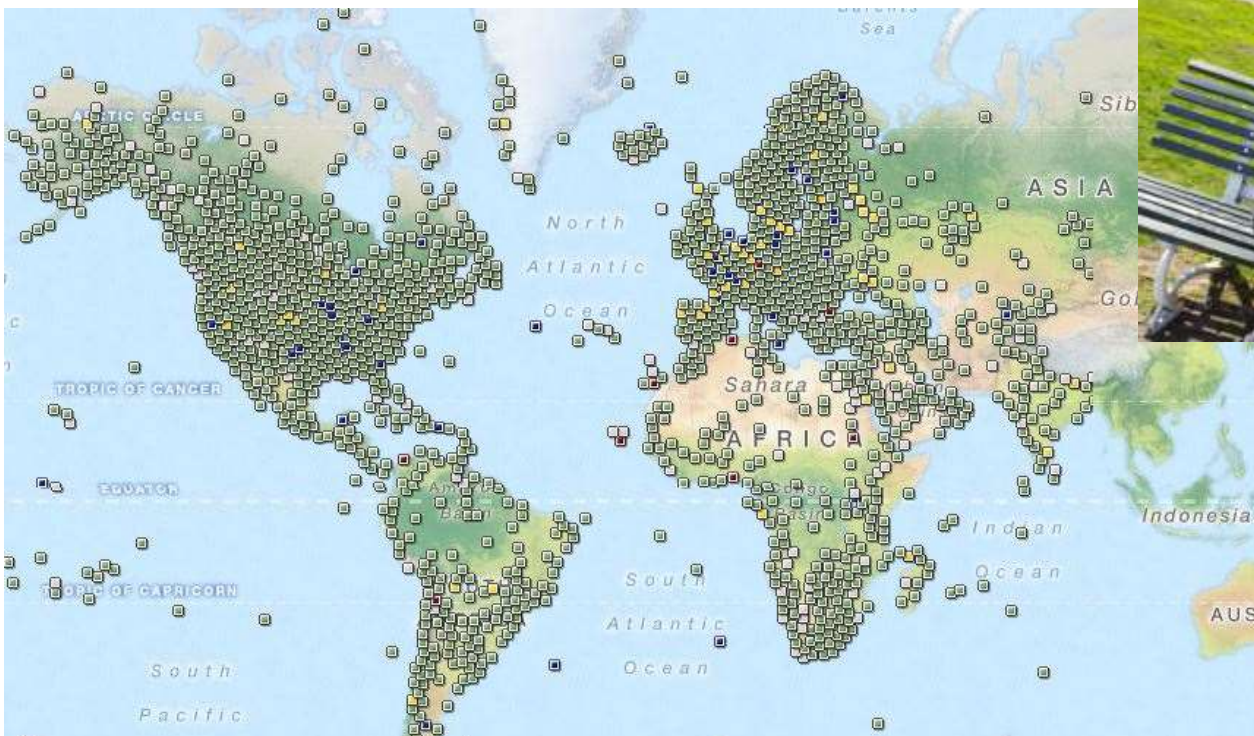 Sea
Sib
ARCTIC CIRCLE
ASIA
North
Atlantic
Ocean
TROPIC OF CANCER
Sahara
AFRICA
EQUATOR
Indonesia
Indian
Ocean
TROPIC OF CAPRICORN
South
Atlantic
Ocean
AUS
South
Pacific